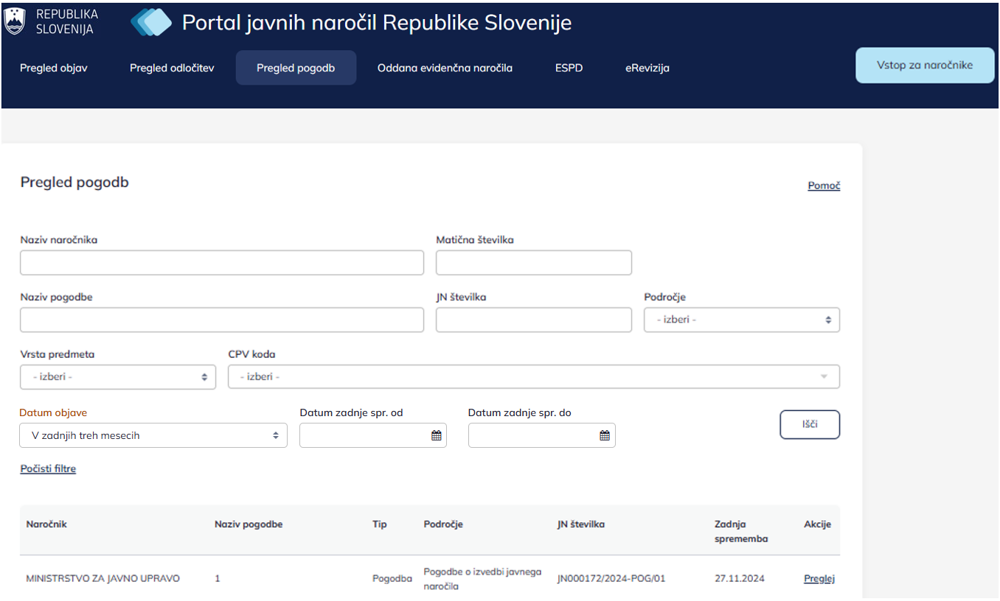 REPUBLIKA
SLOVENIJA
Portal javnih naročil Republike Slovenije
Pregled objav Pregled odločitev Pregled pogodb Oddana evidenčna naročila ESPD eRevizija Vstop za naročnike
Pregled pogodb Pomoč
Naziv naročnika Matična številka
Naziv pogodbe JN številka Področje
- izberi -
Vrsta predmeta CPV koda
- izberi - - izberi -
Datum objave Datum zadnje spr. od Datum zadnje spr. do
V zadnjih treh mesecih Išči
Počisti filtre
Naročnik Naziv pogodbe Tip Področje JN številka Zadnja sprememba Akcije
MINISTRSTVO ZA JAVNO UPRAVO 1 Pogodba Pogodbe o izvedbi javnega naročila JN000172/2024-POG/01 27.11.2024 Preglej